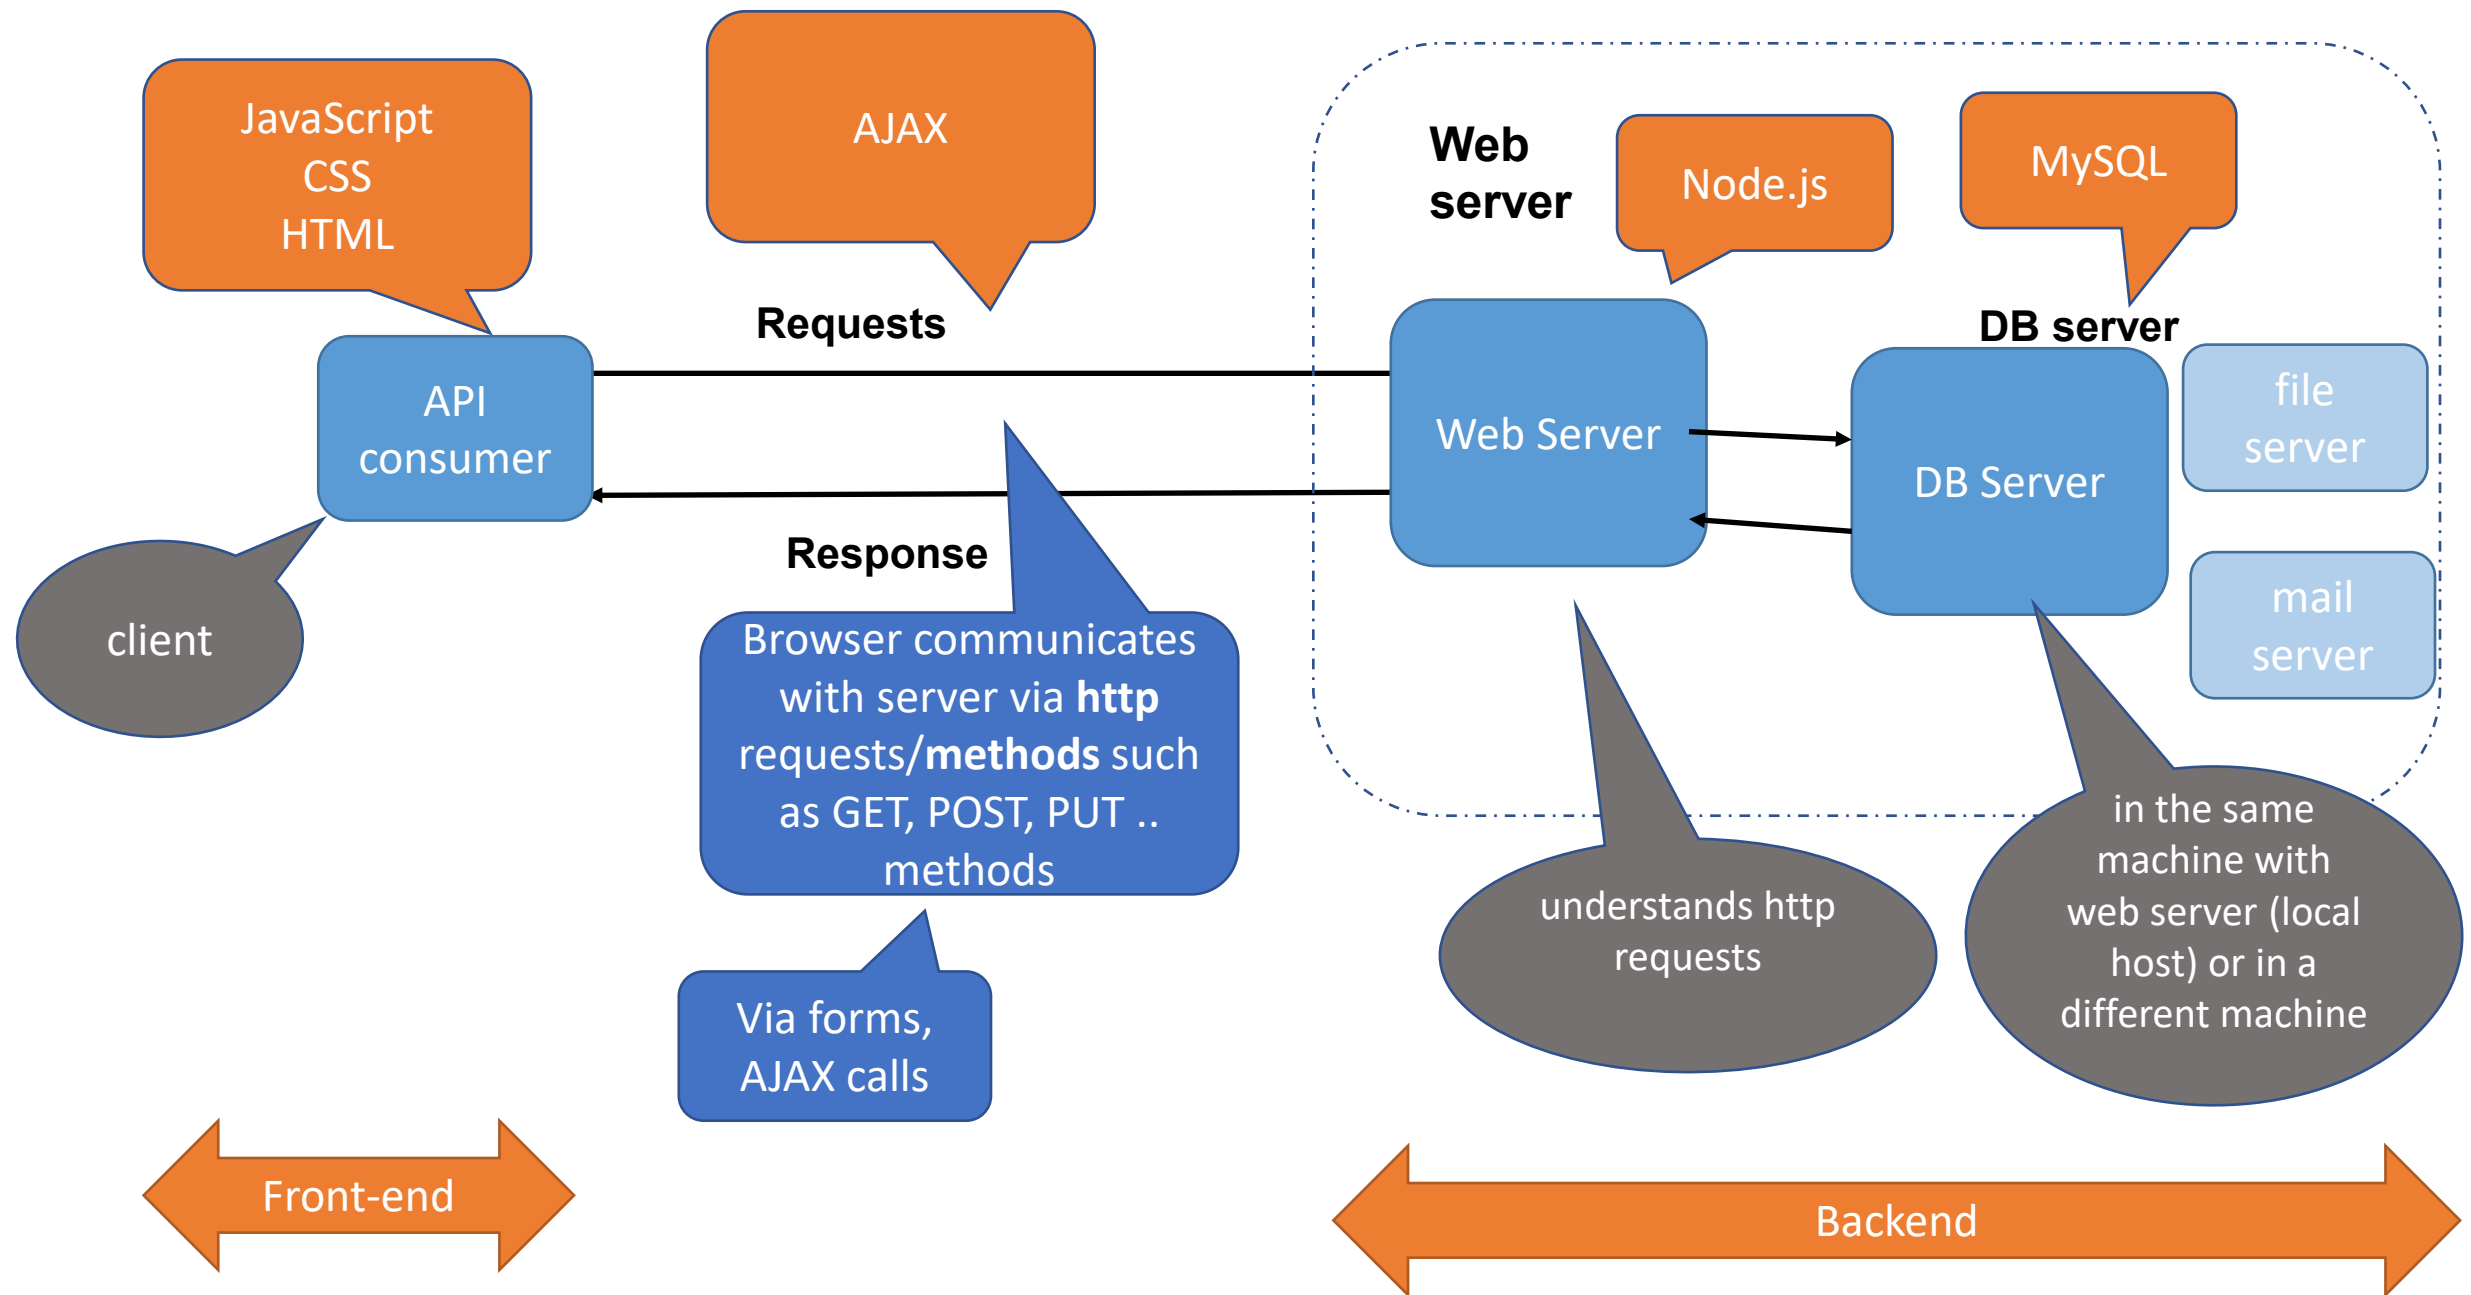 JavaScript
CSS
HTML
AJAX
Web
server
Node.js
MySQL
Requests
DB server
API
consumer
Web Server
DB Server
file
server
Response
client
mail
server
Browser communicates
with server via http
requests/methods such
as GET, POST, PUT ..
methods
understands http
requests
in the same
machine with
web server (local
host) or in a
different machine
Via forms,
AJAX calls
Front-end
Backend